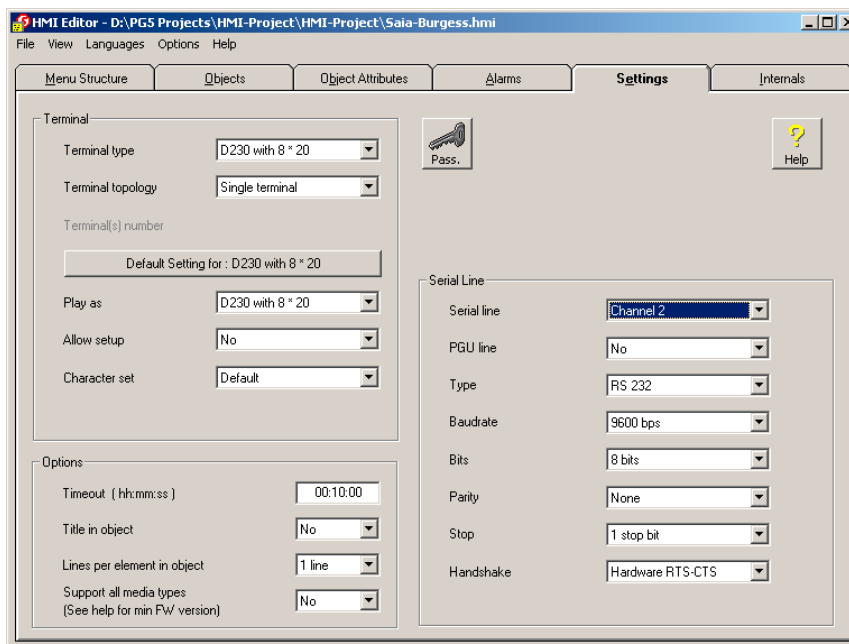 HMI Editor - D:\PG5 Projects\HMI-Project\HMI-Project\Saia-Burgess.hmi
File View Languages Options Help
Menu Structure Objects Object Attributes Alarms Settings Internals
Terminal
Terminal type D230 with 8 * 20
Terminal topology Single terminal
Terminal(s) number
Default Setting for : D230 with 8 * 20
Play as D230 with 8 * 20
Allow setup No
Character set Default
Options
Timeout ( hh:mm:ss ) 00:10:00
Title in object No
Lines per element in object 1 line
Support all media types
(See help for min FW version) No
Pass.
Help
Serial Line
Serial line Channel 2
PGU line No
Type RS 232
Baudrate 9600 bps
Bits 8 bits
Parity None
Stop 1 stop bit
Handshake Hardware RTS-CTS